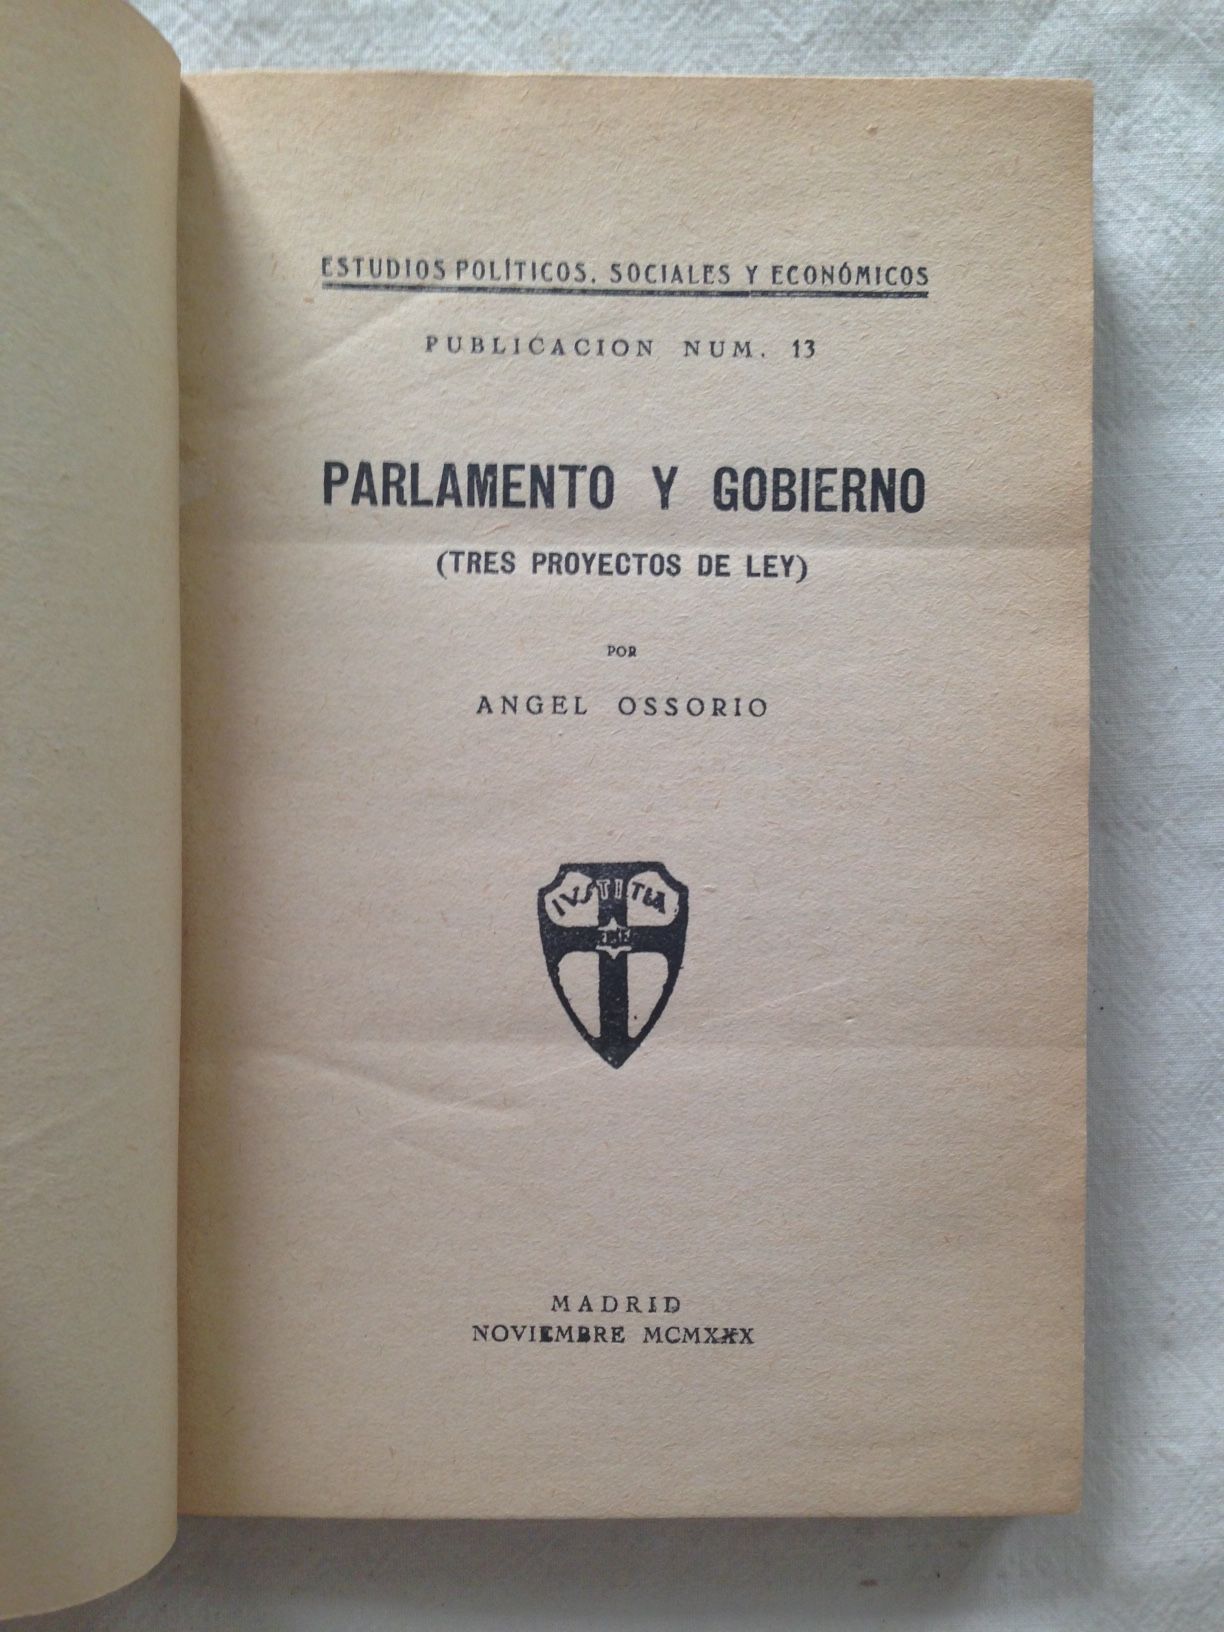 ESTUDIOS POLÍTICOS, SOCIALES Y ECONÓMICOS
PUBLICACION NUM. 13
PARLAMENTO Y GOBIERNO
(TRES PROYECTOS DE LEY)
POR
ANGEL OSSORIO
IVSTITIA
MADRID
NOVIEMBRE MCMXXX